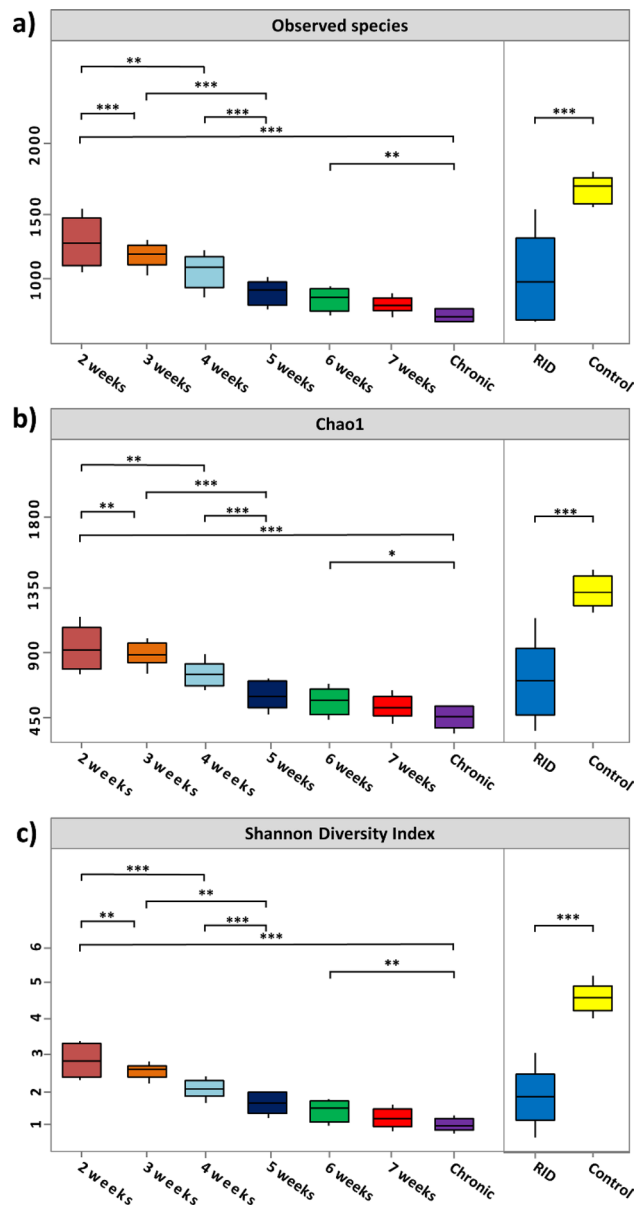 a)
Observed species
**
***
***
***
***
**
***
2000
1500
1000
2 weeks
3 weeks
4 weeks
5 weeks
6 weeks
7 weeks
Chronic
RID
Control
b)
Chao1
**
***
**
***
***
*
***
1800
1350
900
450
2 weeks
3 weeks
4 weeks
5 weeks
6 weeks
7 weeks
Chronic
RID
Control
c)
Shannon Diversity Index
***
**
**
***
***
**
***
6
5
4
3
2
1
2 weeks
3 weeks
4 weeks
5 weeks
6 weeks
7 weeks
Chronic
RID
Control